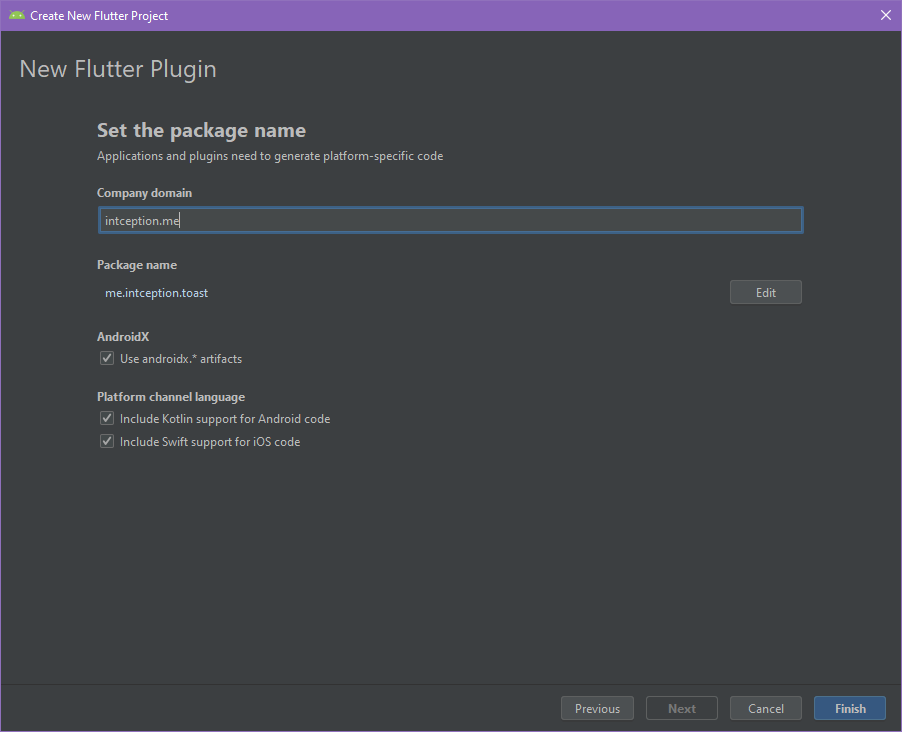 Create New Flutter Project
New Flutter Plugin
Set the package name
Applications and plugins need to generate platform-specific code
Company domain
intception.me
Package name
me.intception.toast
Edit
AndroidX
Use androidx.* artifacts
Platform channel language
Include Kotlin support for Android code
Include Swift support for iOS code
Previous
Next
Cancel
Finish